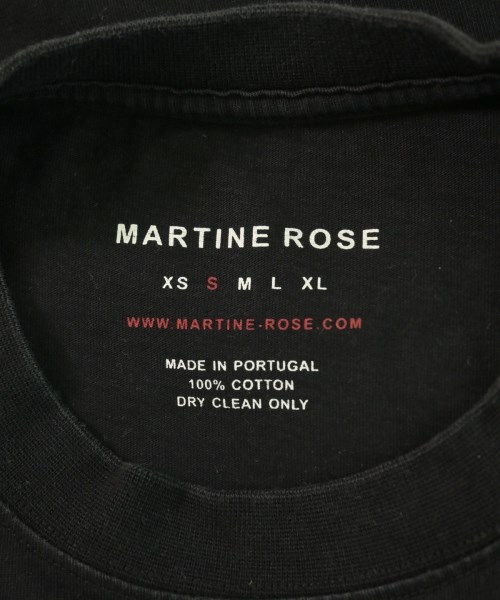 MARTINE ROSE
XS S M L XL
WWW.MARTINE-ROSE.COM
MADE IN PORTUGAL
100% COTTON
DRY CLEAN ONLY